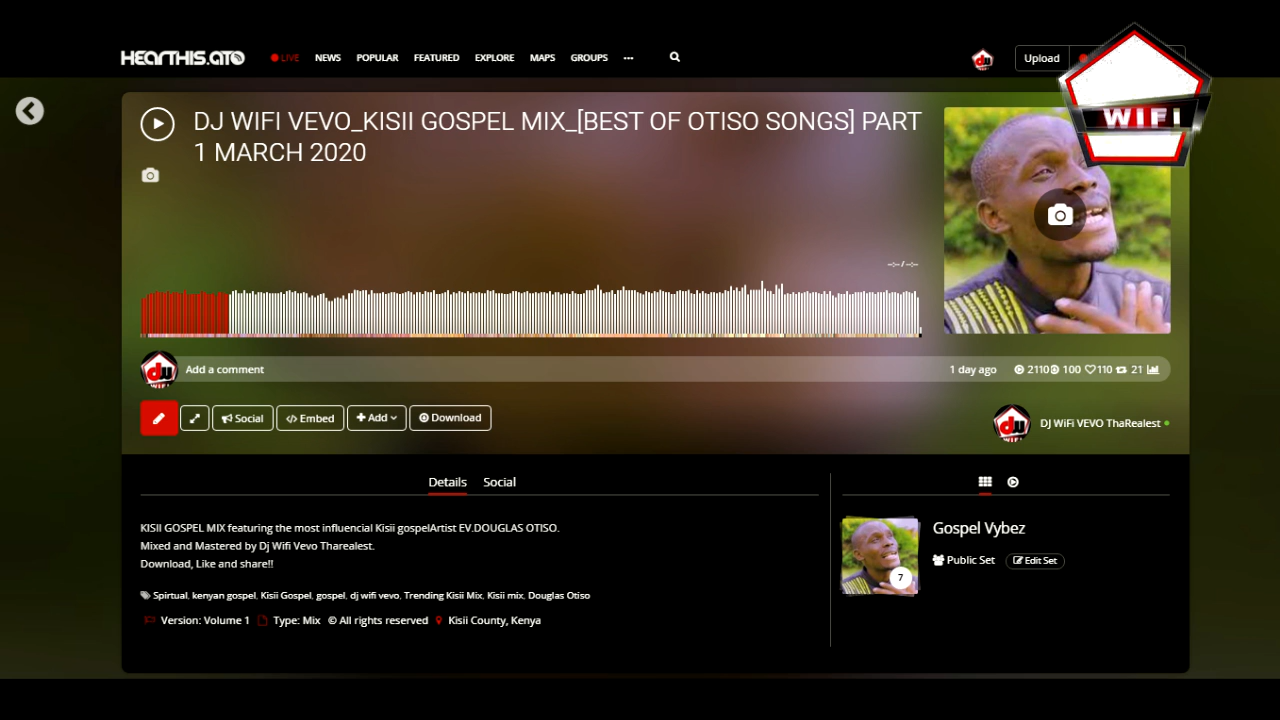 HEARTHIS.ATO
LIVE NEWS POPULAR FEATURED EXPLORE MAPS GROUPS
Upload
WIFI
DJ WIFI VEVO_KISII GOSPEL MIX_[BEST OF OTISO SONGS] PART
1 MARCH 2020
--:-- / --:--
Add a comment
1 day ago 2110 100 110 21
Social Embed Add Download
DJ WiFi VEVO ThaRealest
Details Social
KISII GOSPEL MIX featuring the most influencial Kisii gospelArtist EV.DOUGLAS OTISO.
Mixed and Mastered by Dj Wifi Vevo Tharealest.
Download, Like and share!!
Spirtual, kenyan gospel, Kisii Gospel, gospel, dj wifi vevo, Trending Kisii Mix, Kisii mix, Douglas Otiso
Version: Volume 1 Type: Mix © All rights reserved Kisii County, Kenya
Gospel Vybez
Public Set Edit Set
7